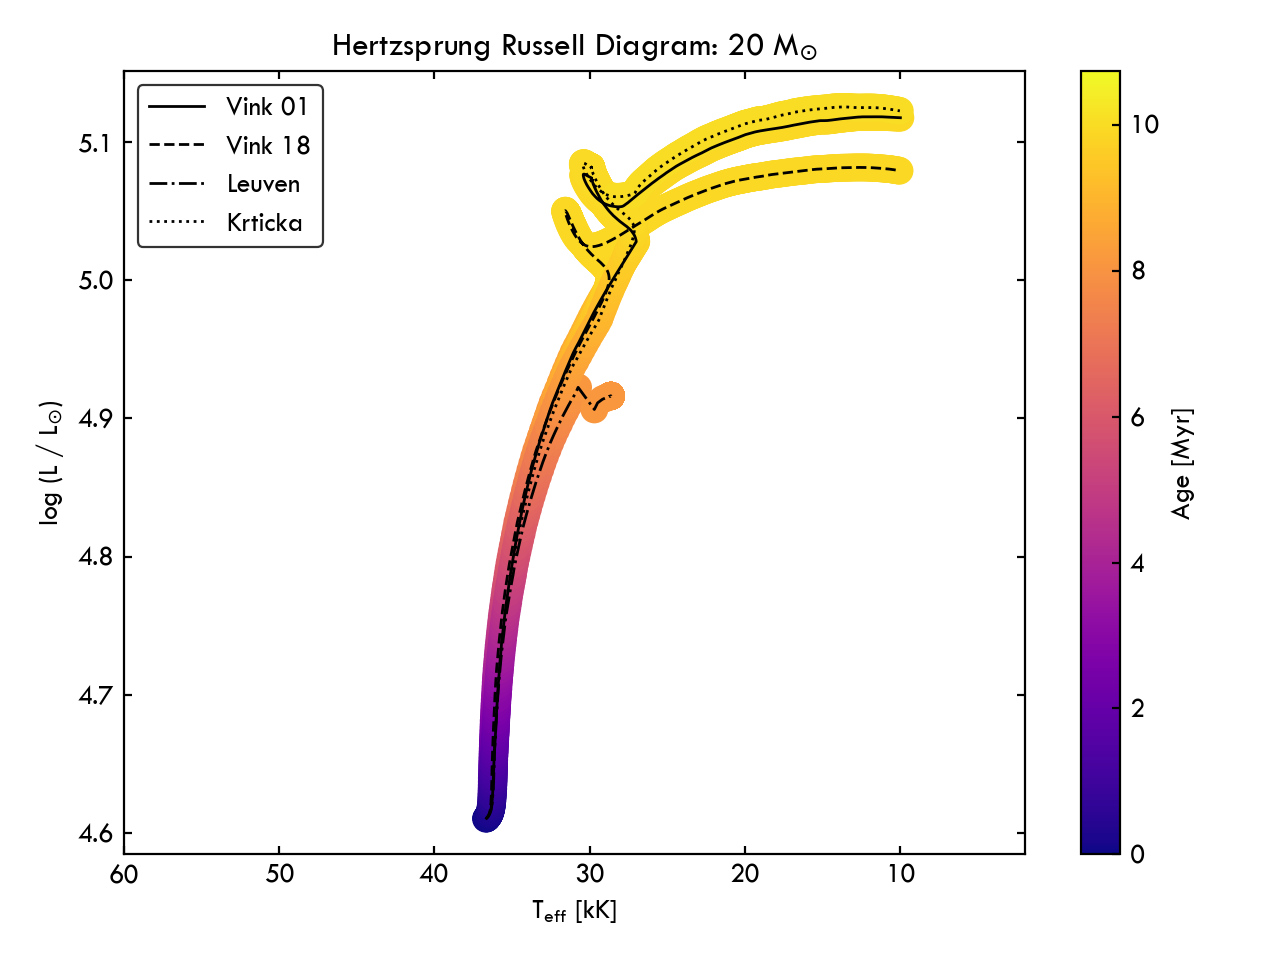 Hertzsprung Russell Diagram: 20 M⊙
Vink 01
Vink 18
Leuven
Krticka
5.1
5.0
4.9
4.8
4.7
4.6
log (L / L⊙)
60
50
40
30
20
10
T_eff [kK]
10
8
6
4
2
0
Age [Myr]